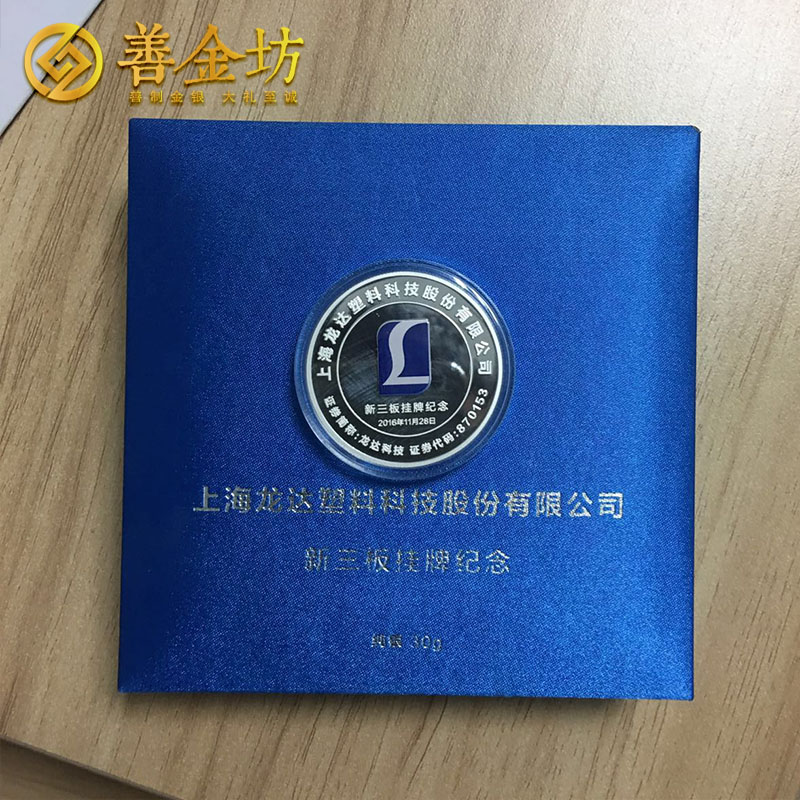 善金坊
善制金银 大礼至诚
上海龙达塑料科技股份有限公司
新三板挂牌纪念
2016年11月28日
证券简称:龙达科技 证券代码:870153
上海龙达塑料科技股份有限公司
新三板挂牌纪念
纯银 30g